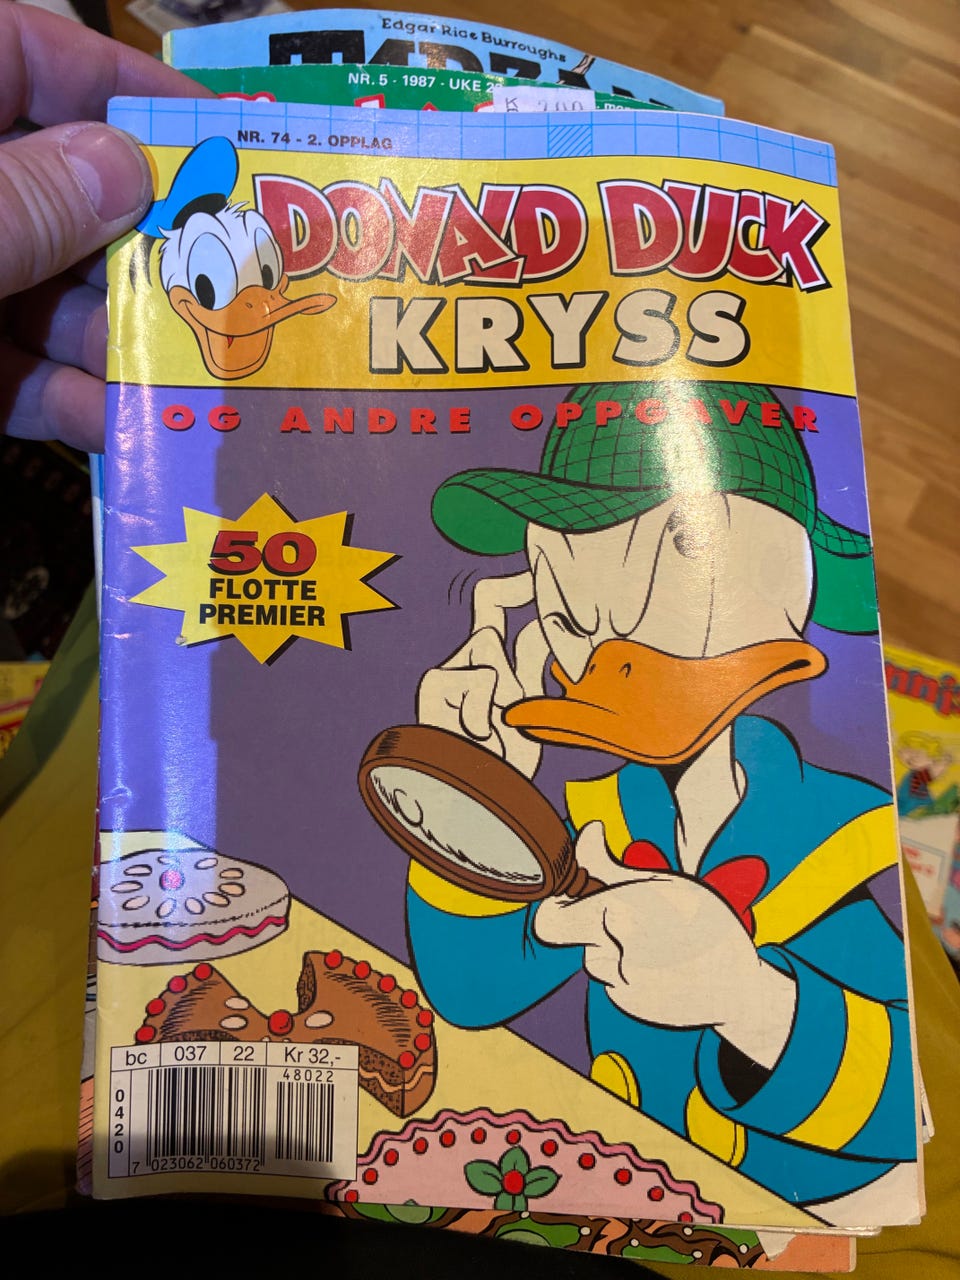 Edgar Rice Burroughs
NR. 5 - 1987 - UKE
NR. 74 - 2. OPPLAG
DONALD DUCK
KRYSS
OG ANDRE OPPGAVER
50
FLOTTE
PREMIER
bc 037 22 Kr 32,-
48022
0420
7 023062 060372